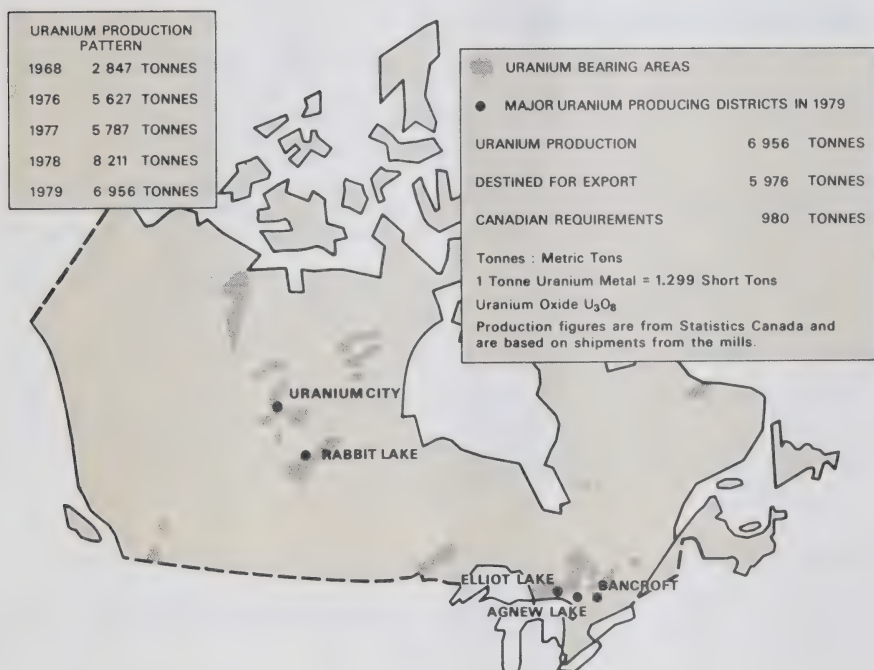 URANIUM PRODUCTION
PATTERN
1968 2 847 TONNES
1976 5 627 TONNES
1977 5 787 TONNES
1978 8 211 TONNES
1979 6 956 TONNES
URANIUM BEARING AREAS
MAJOR URANIUM PRODUCING DISTRICTS IN 1979
URANIUM PRODUCTION 6 956 TONNES
DESTINED FOR EXPORT 5 976 TONNES
CANADIAN REQUIREMENTS 980 TONNES
Tonnes : Metric Tons
1 Tonne Uranium Metal = 1.299 Short Tons
Uranium Oxide U₃O₈
Production figures are from Statistics Canada and
are based on shipments from the mills.
URANIUM CITY
RABBIT LAKE
ELLIOT LAKE
BANCROFT
AGNEW LAKE